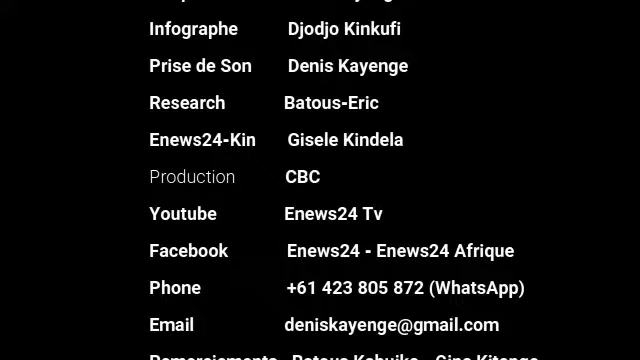 Infographe Djodjo Kinkufi
Prise de Son Denis Kayenge
Research Batous-Eric
Enews24-Kin Gisele Kindela
Production CBC
Youtube Enews24 Tv
Facebook Enews24 - Enews24 Afrique
Phone +61 423 805 872 (WhatsApp)
Email deniskayenge@gmail.com